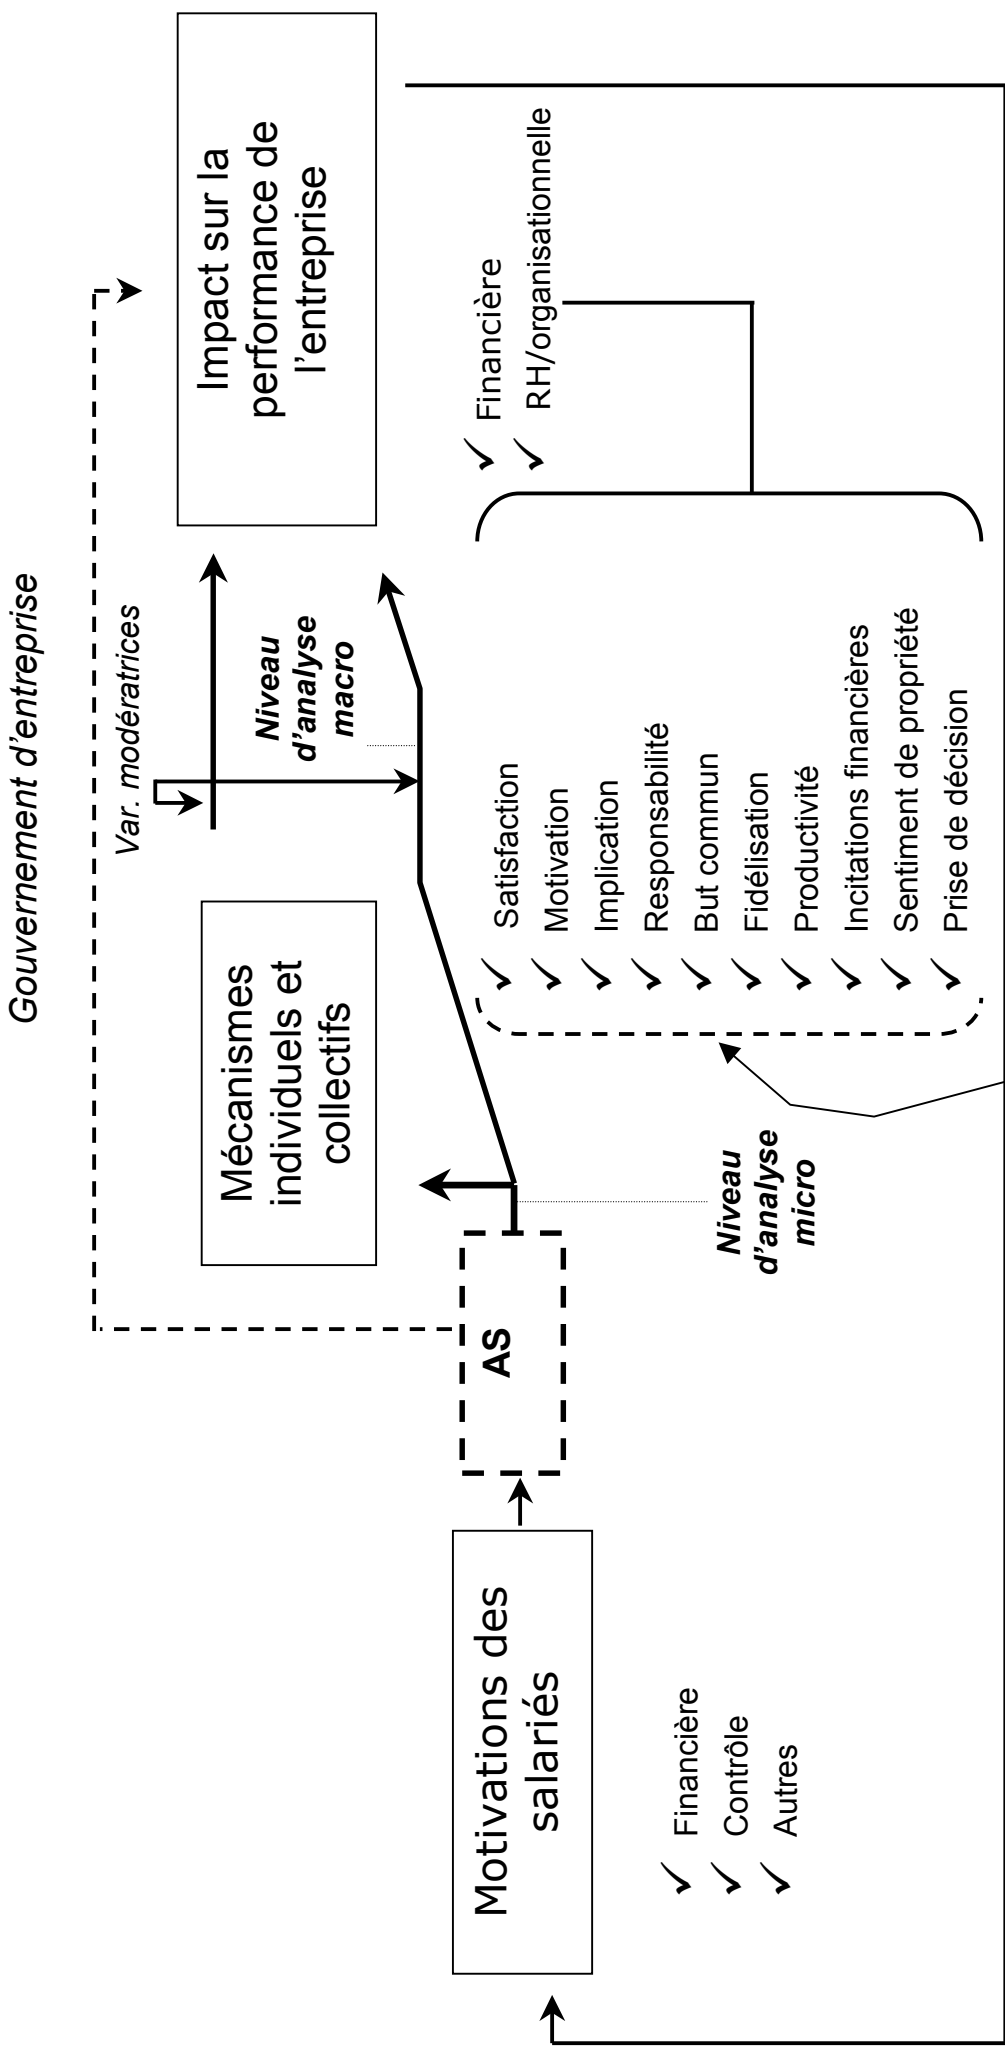 Gouvernement d'entreprise
Var. modératrices
Motivations des
salariés
Financière
Contrôle
Autres
AS
Niveau
d'analyse
micro
Mécanismes
individuels et
collectifs
Satisfaction
Motivation
Implication
Responsabilité
But commun
Fidélisation
Productivité
Incitations financières
Sentiment de propriété
Prise de décision
Niveau
d'analyse
macro
Impact sur la
performance de
l'entreprise
Financière
RH/organisationnelle